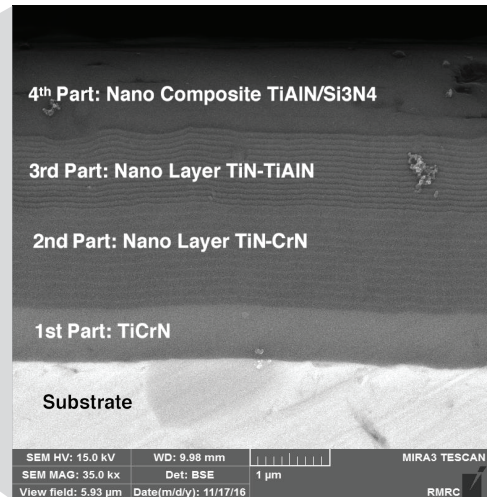 4th Part: Nano Composite TiAlN/Si3N4
3rd Part: Nano Layer TiN-TiAlN
2nd Part: Nano Layer TiN-CrN
1st Part: TiCrN
Substrate
SEM HV: 15.0 kV WD: 9.98 mm MIRA3 TESCAN
SEM MAG: 35.0 kx Det: BSE 1 µm
View field: 5.93 µm Date(m/d/y): 11/17/16 RMRC